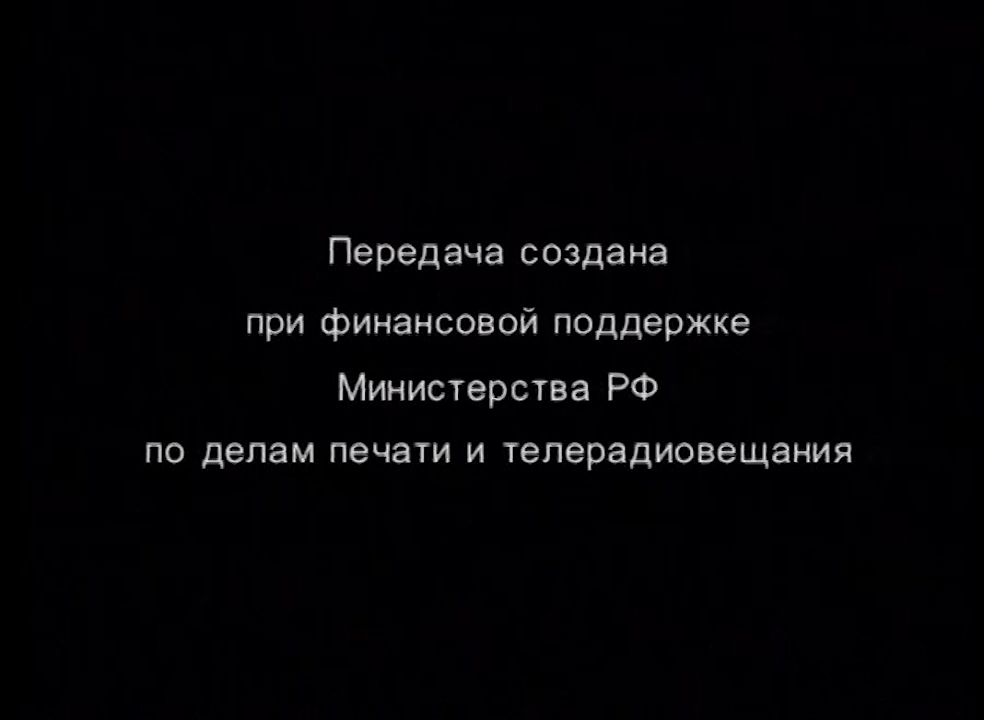 Передача создана
при финансовой поддержке
Министерства РФ
по делам печати и телерадиовещания